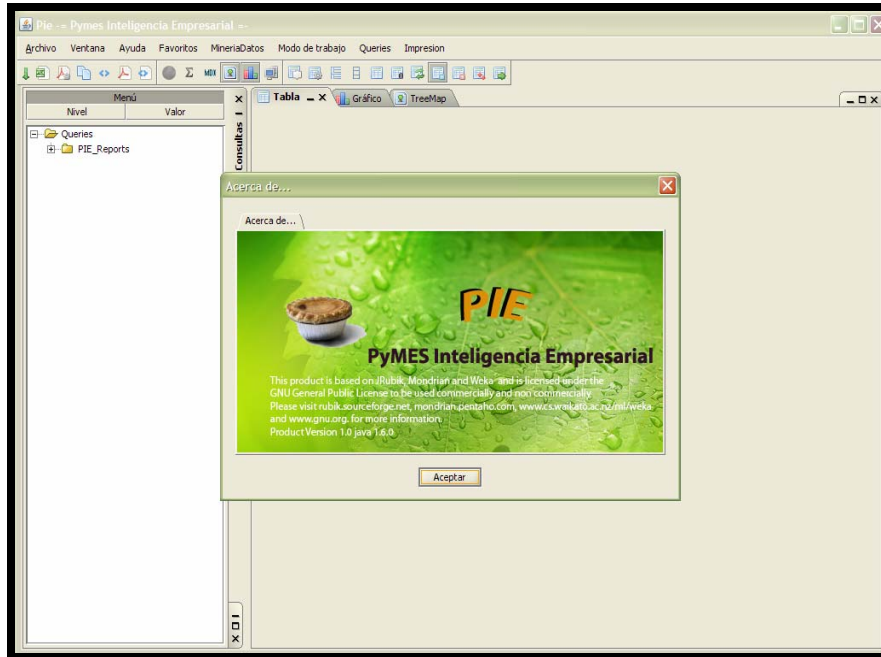 Pie -= Pymes Inteligencia Empresarial =-
Archivo Ventana Ayuda Favoritos MineriaDatos Modo de trabajo Queries Impresion
Σ MDX
Menú
Nivel Valor
Queries
PIE_Reports
Consultas
Tabla Gráfico TreeMap
Acerca de...
Acerca de...
PIE
PyMES Inteligencia Empresarial
This product is based on JRubik, Mondrian and Weka and is licensed under the
GNU General Public License to be used commercially and non commercially
Please visit rubik.sourceforge.net, mondrian.pentaho.com, www.cs.waikato.ac.nz/ml/weka
and www.gnu.org. for more information.
Product Version 1.0 java 1.6.0
Aceptar